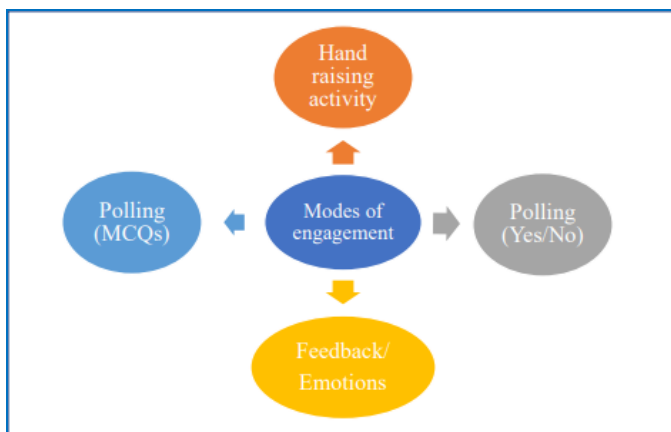 Hand
raising
activity
Polling
(MCQs)
Modes of
engagement
Polling
(Yes/No)
Feedback/
Emotions